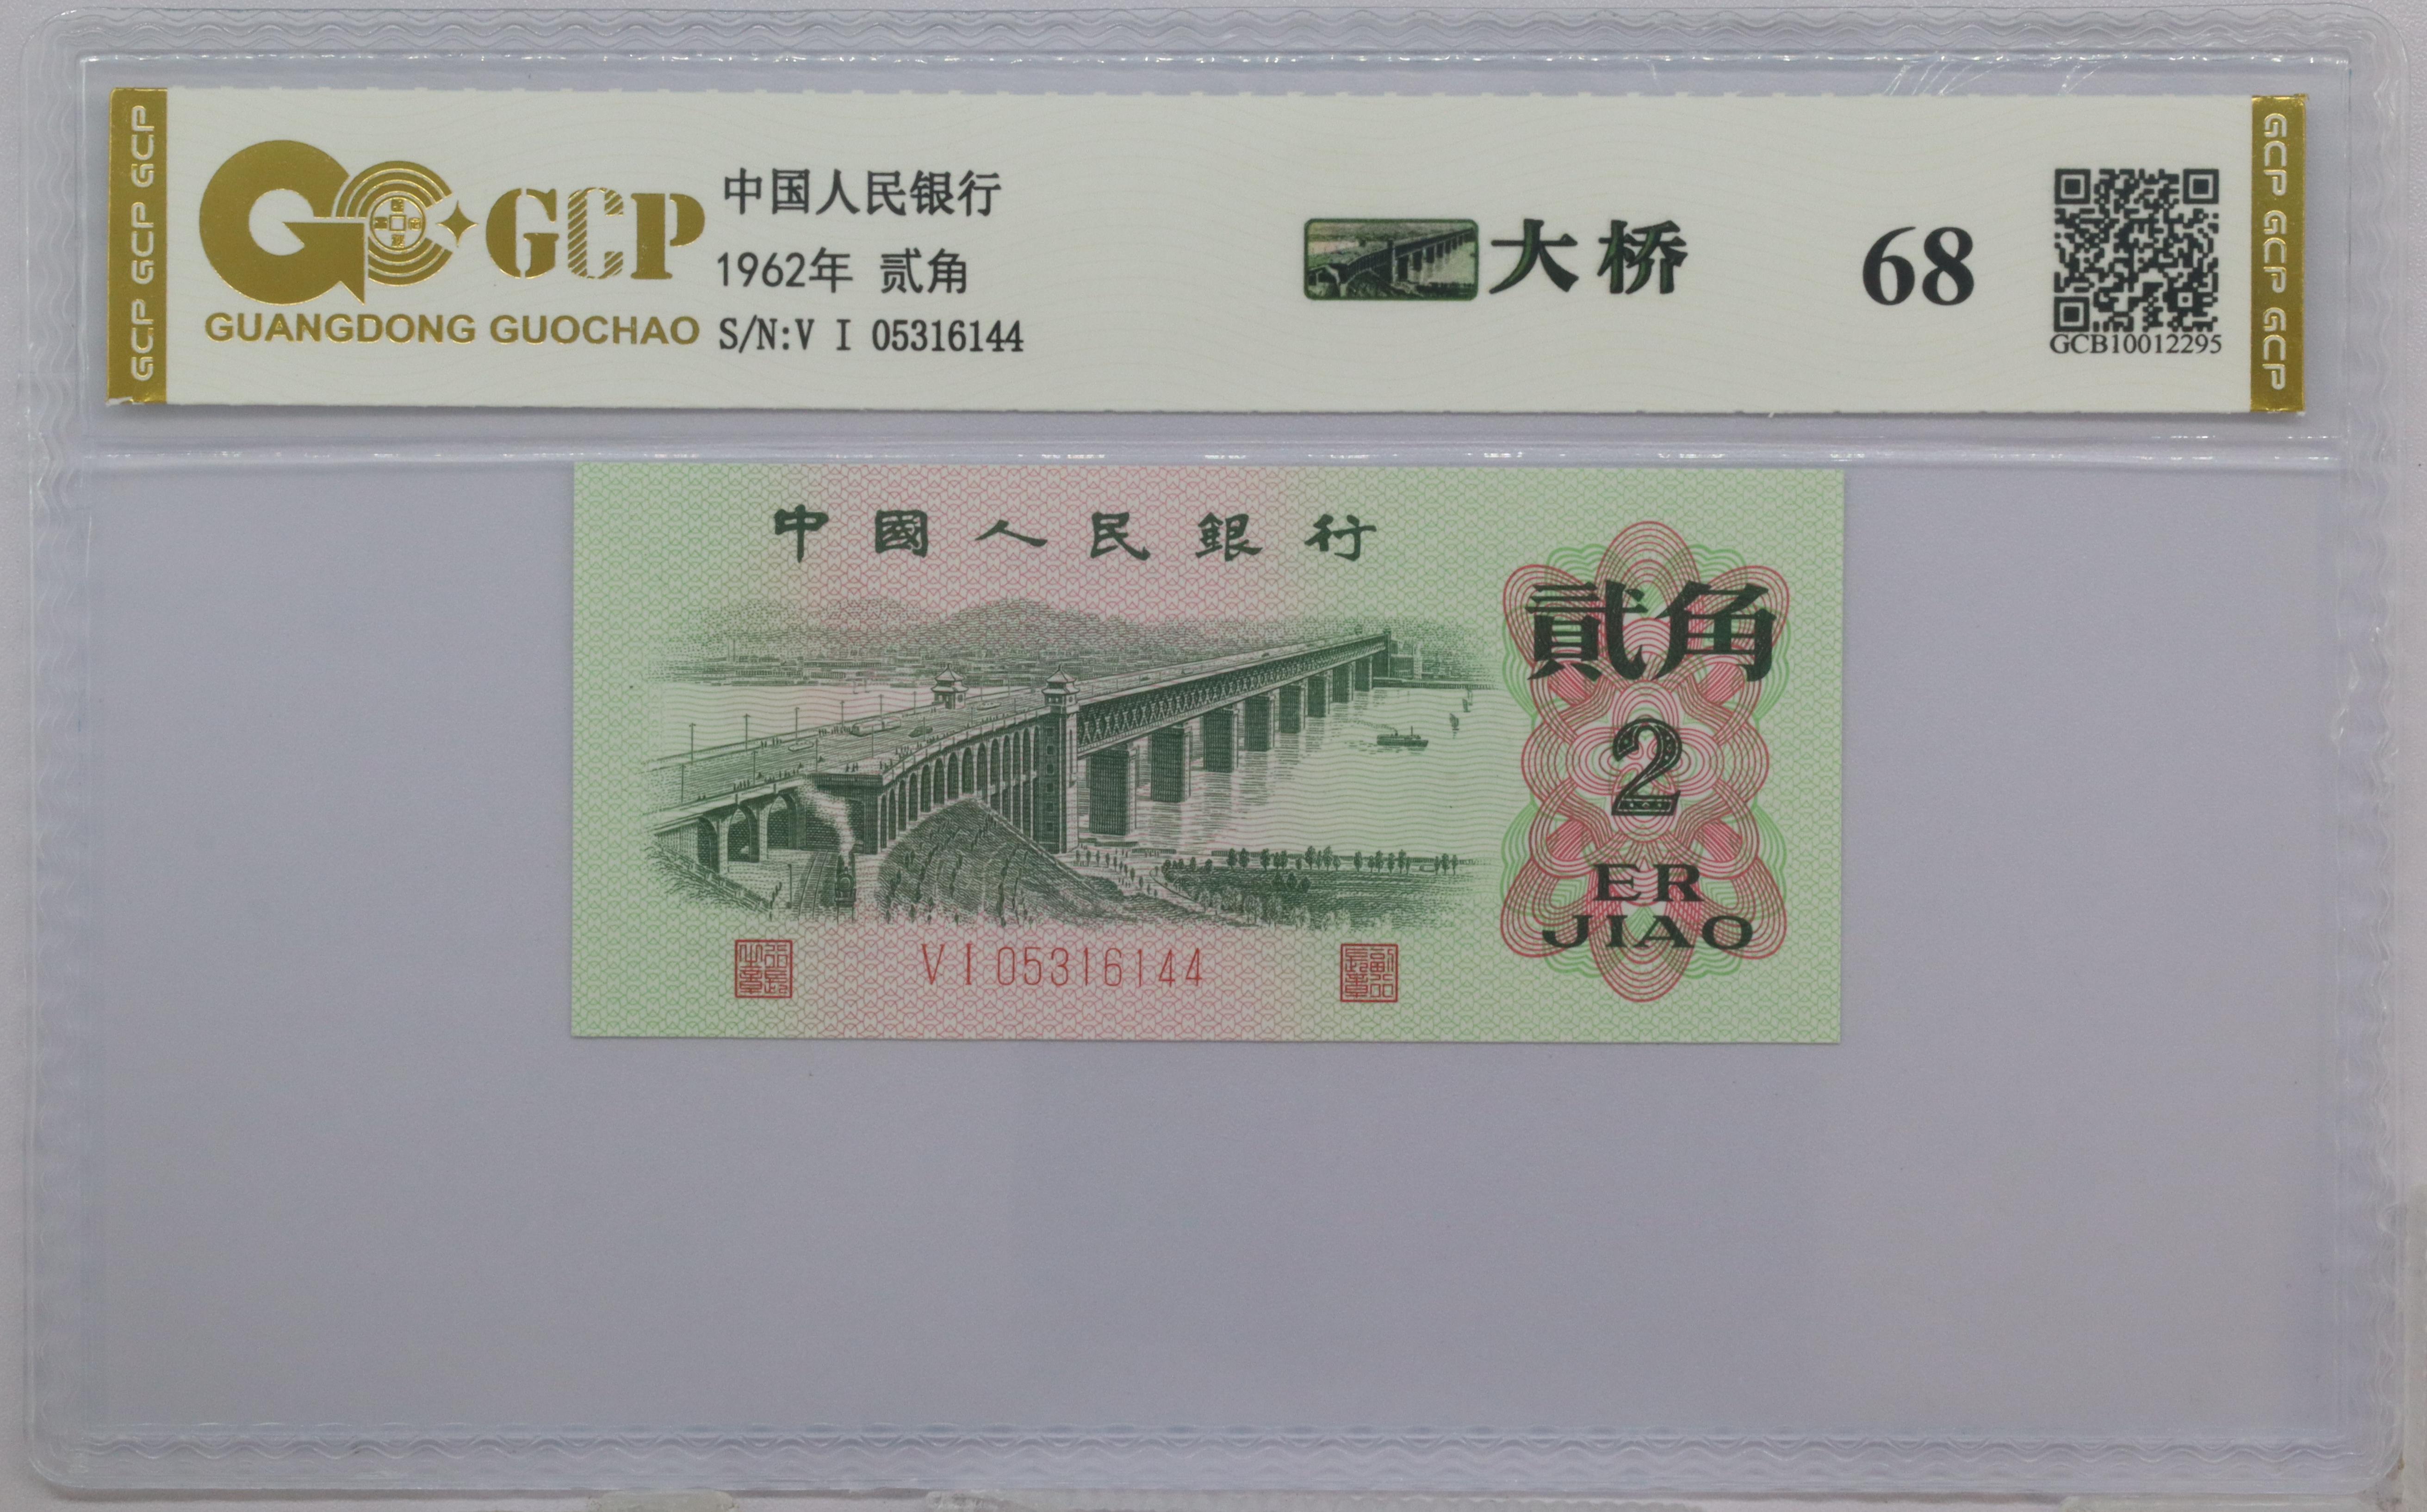 GCP GCP GCP
GCP
GUANGDONG GUOCHAO
中国人民银行
1962年 贰角
S/N:V I 05316144
大桥
68
GCB10012295
GCP GCP GCP
中國人民銀行
貳角
2
ER
JIAO
V I 05316144